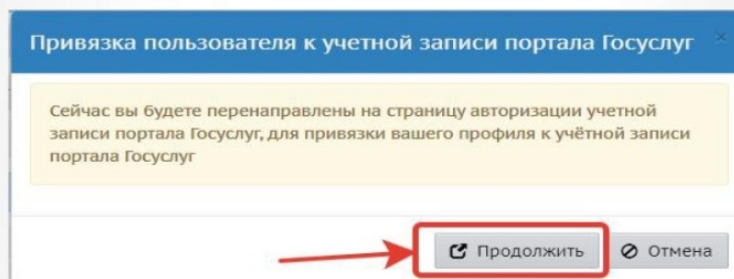 Привязка пользователя к учетной записи портала Госуслуг ×
Сейчас вы будете перенаправлены на страницу авторизации учетной
записи портала Госуслуг, для привязки вашего профиля к учётной записи
портала Госуслуг
Продолжить Отмена